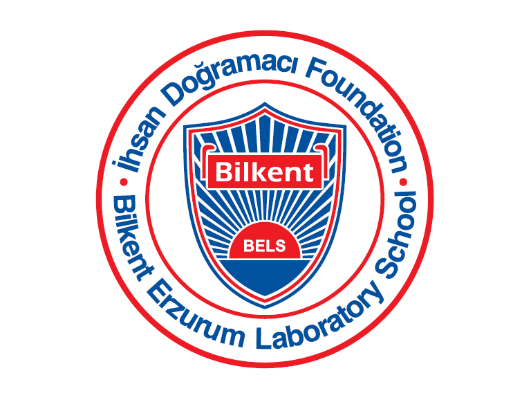 • İhsan Doğramacı Foundation •
Bilkent Erzurum Laboratory School
Bilkent
BELS